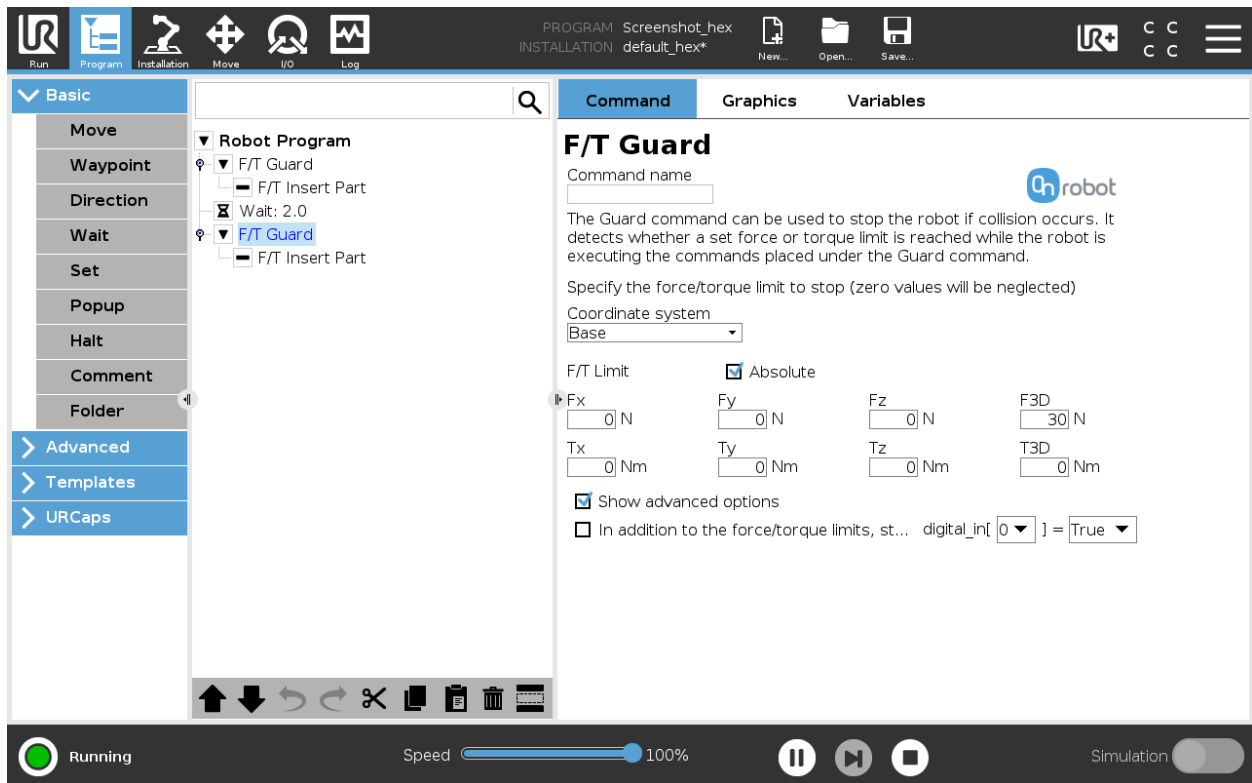 UR
Run
Program
Installation
Move
I/O
Log
PROGRAM Screenshot_hex
INSTALLATION default_hex*
New...
Open...
Save...
UR+
C C
C C
Basic
Move
Waypoint
Direction
Wait
Set
Popup
Halt
Comment
Folder
Advanced
Templates
URCaps
Robot Program
F/T Guard
F/T Insert Part
Wait: 2.0
F/T Guard
F/T Insert Part
Command Graphics Variables
F/T Guard
Command name
On robot
The Guard command can be used to stop the robot if collision occurs. It
detects whether a set force or torque limit is reached while the robot is
executing the commands placed under the Guard command.
Specify the force/torque limit to stop (zero values will be neglected)
Coordinate system
Base
F/T Limit Absolute
Fx Fy Fz F3D
0 N 0 N 0 N 30 N
Tx Ty Tz T3D
0 Nm 0 Nm 0 Nm 0 Nm
Show advanced options
In addition to the force/torque limits, st... digital_in[ 0 ] = True
Running
Speed 100%
Simulation